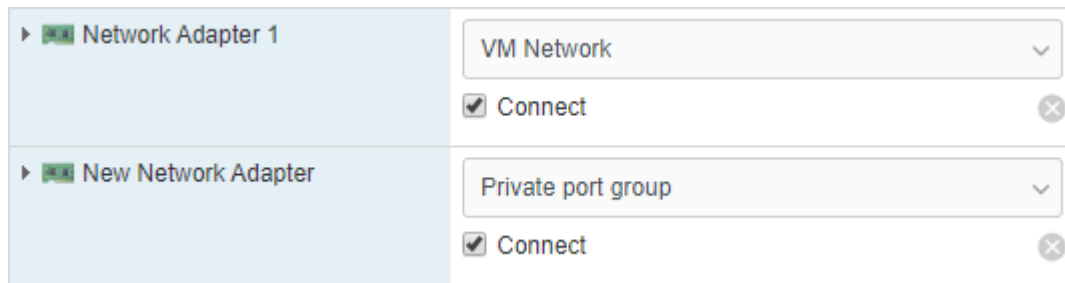 Network Adapter 1
VM Network
Connect
New Network Adapter
Private port group
Connect